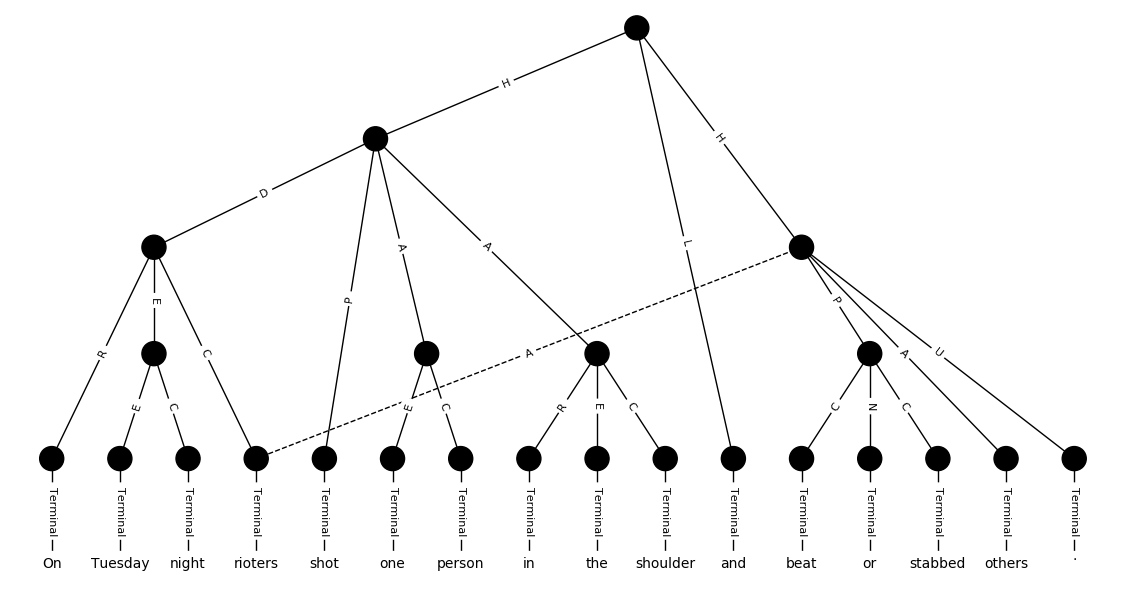 H
D
A
A
P
H
L
R
E
C
E
C
E
C
R
E
C
A
P
A
U
C
N
C
Terminal Terminal Terminal Terminal Terminal Terminal Terminal Terminal Terminal Terminal Terminal Terminal Terminal Terminal Terminal Terminal
On Tuesday night rioters shot one person in the shoulder and beat or stabbed others .